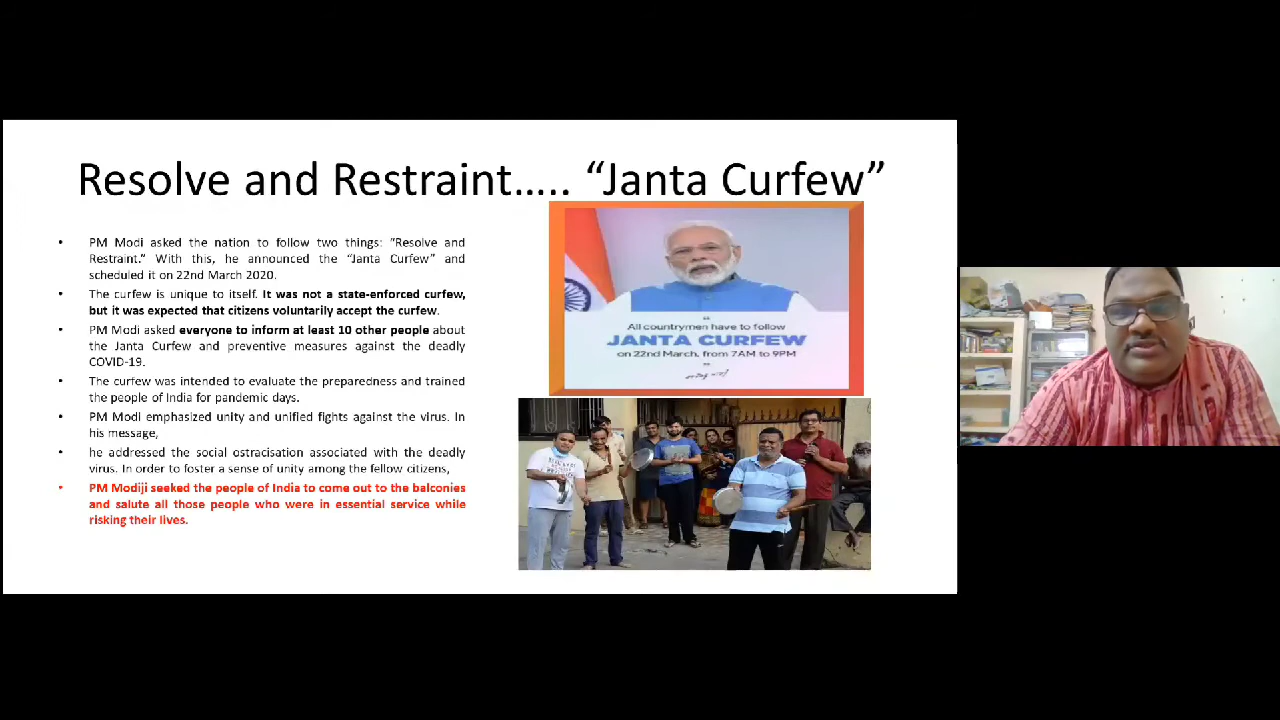 Resolve and Restraint..... “Janta Curfew”
• PM Modi asked the nation to follow two things: “Resolve and
Restraint.” With this, he announced the “Janta Curfew” and
scheduled it on 22nd March 2020.
• The curfew is unique to itself. It was not a state-enforced curfew,
but it was expected that citizens voluntarily accept the curfew.
• PM Modi asked everyone to inform at least 10 other people about
the Janta Curfew and preventive measures against the deadly
COVID-19.
• The curfew was intended to evaluate the preparedness and trained
the people of India for pandemic days.
• PM Modi emphasized unity and unified fights against the virus. In
his message,
• he addressed the social ostracisation associated with the deadly
virus. In order to foster a sense of unity among the fellow citizens,
• PM Modiji seeked the people of India to come out to the balconies
and salute all those people who were in essential service while
risking their lives.
“
All countrymen have to follow
JANTA CURFEW
on 22nd March, from 7AM to 9PM
”